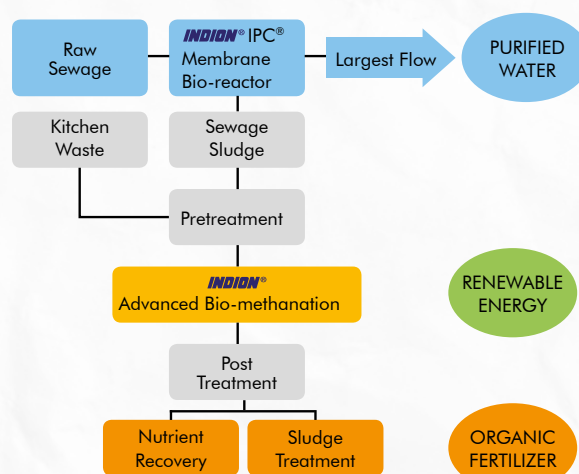 Raw
Sewage
INDION® IPC®
Membrane
Bio-reactor
Largest Flow
PURIFIED
WATER
Kitchen
Waste
Sewage
Sludge
Pretreatment
INDION®
Advanced Bio-methanation
RENEWABLE
ENERGY
Post
Treatment
Nutrient
Recovery
Sludge
Treatment
ORGANIC
FERTILIZER